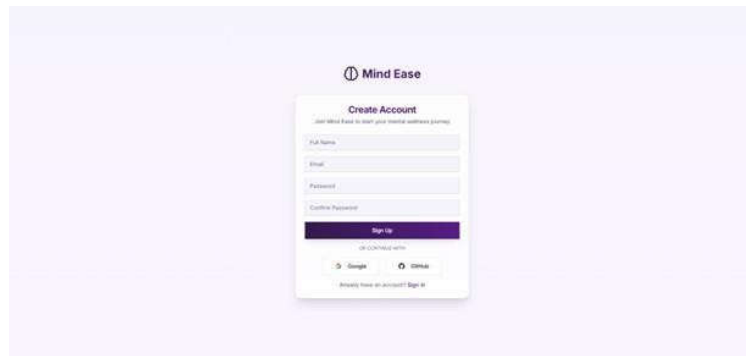 Mind Ease
Create Account
Join Mind Ease to start your mental wellness journey
Full Name
Email
Password
Confirm Password
Sign Up
OR CONTINUE WITH
Google
GitHub
Already have an account? Sign in